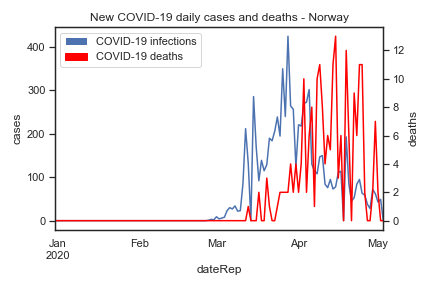 New COVID-19 daily cases and deaths - Norway
COVID-19 infections
COVID-19 deaths
cases
400
300
200
100
0
deaths
12
10
8
6
4
2
0
Jan
2020
Feb
Mar
Apr
May
dateRep